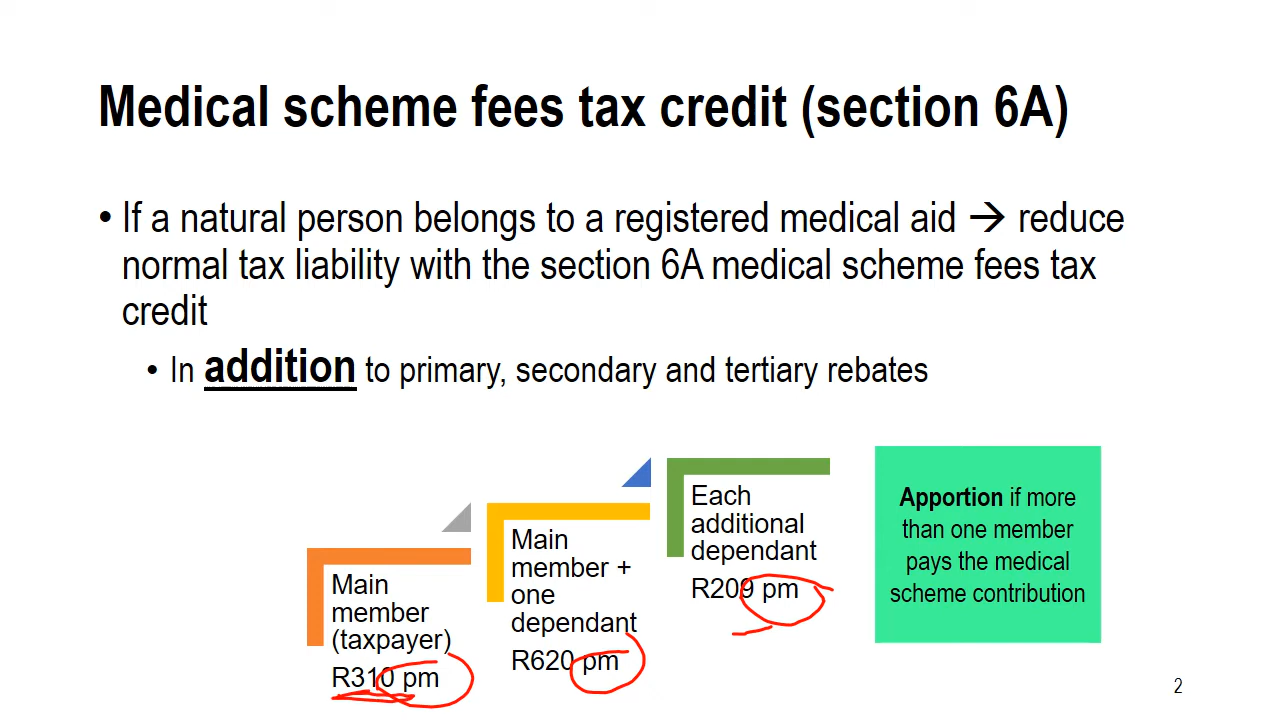 Medical scheme fees tax credit (section 6A)
• If a natural person belongs to a registered medical aid → reduce
normal tax liability with the section 6A medical scheme fees tax
credit
• In addition to primary, secondary and tertiary rebates
Main
member
(taxpayer)
R310 pm
Main
member +
one
dependant
R620 pm
Each
additional
dependant
R209 pm
Apportion if more
than one member
pays the medical
scheme contribution
2